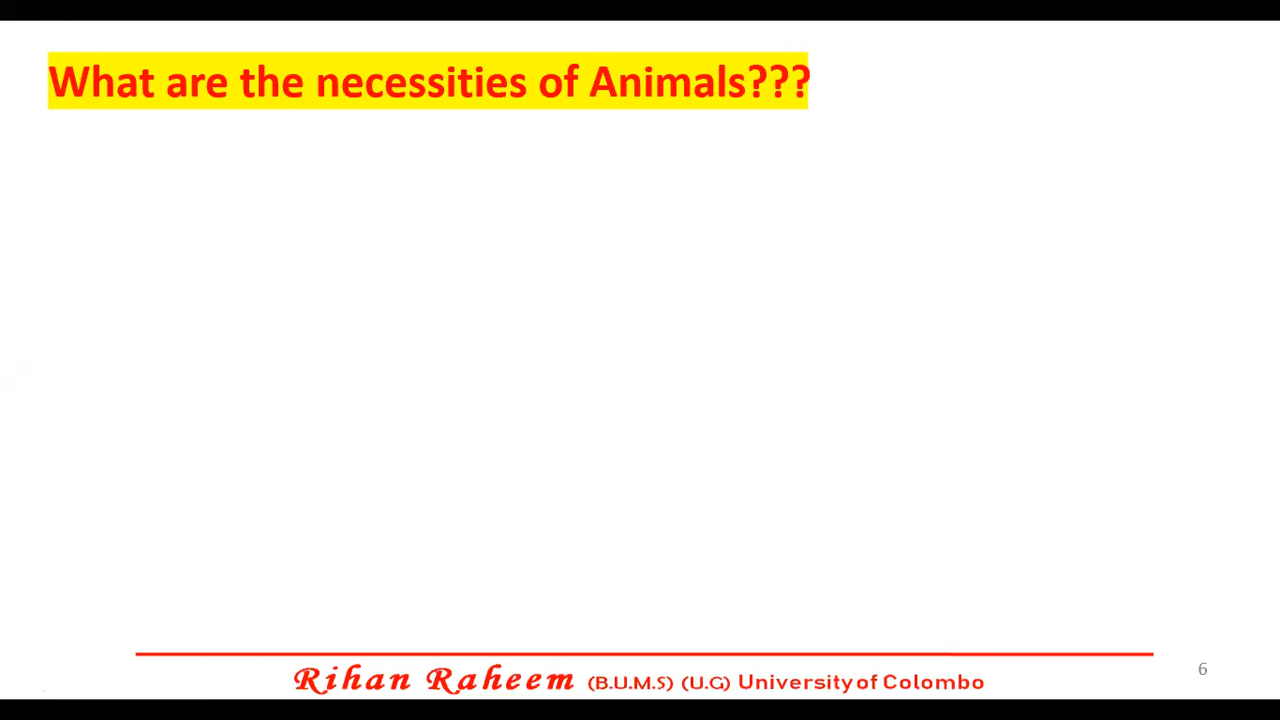 What are the necessities of Animals???
Rihan Raheem (B.U.M.S) (U.G) University of Colombo
6